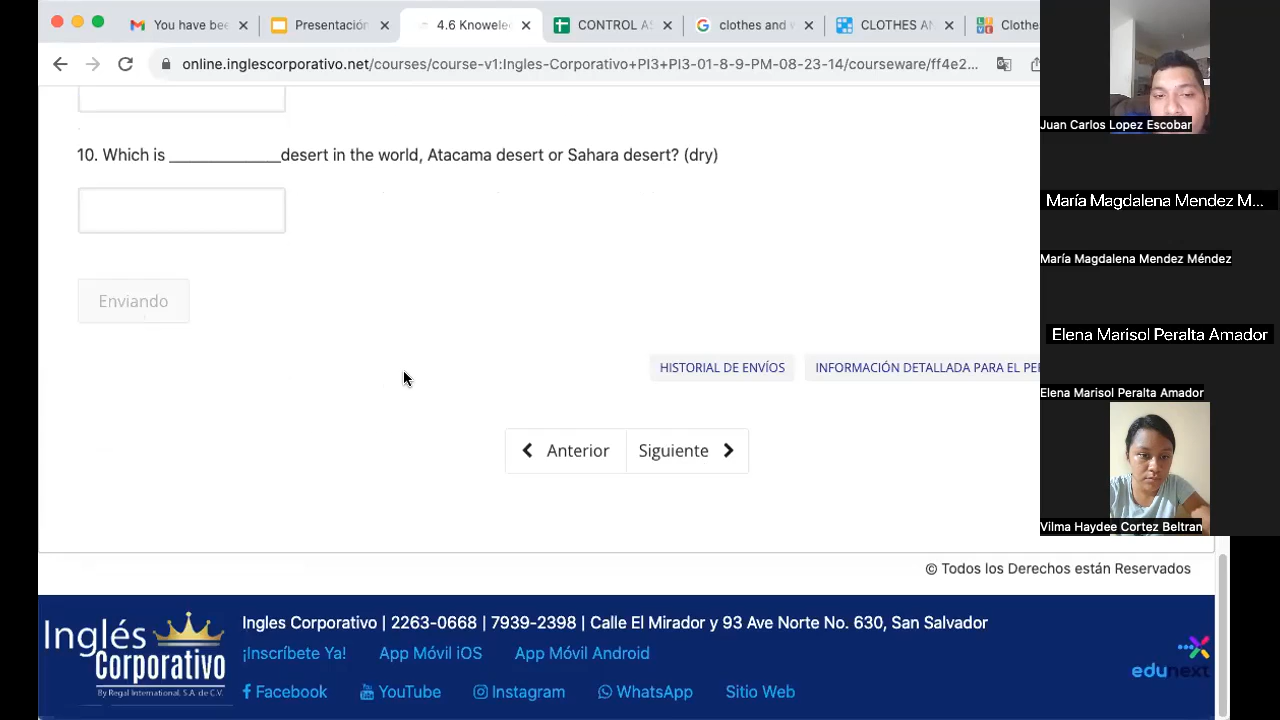 You have bee
Presentación
4.6 Knowelec
CONTROL AS
clothes and w
CLOTHES AN
Clothe
online.inglescorporativo.net/courses/course-v1:Ingles-Corporativo+PI3+PI3-01-8-9-PM-08-23-14/courseware/ff4e2...
10. Which is ______________desert in the world, Atacama desert or Sahara desert? (dry)
Enviando
HISTORIAL DE ENVÍOS
INFORMACIÓN DETALLADA PARA EL PE
Anterior
Siguiente
© Todos los Derechos están Reservados
Inglés Corporativo
By Regal International, S.A. de C.V.
Ingles Corporativo | 2263-0668 | 7939-2398 | Calle El Mirador y 93 Ave Norte No. 630, San Salvador
¡Inscríbete Ya! App Móvil iOS App Móvil Android
Facebook YouTube Instagram WhatsApp Sitio Web
edunext
Juan Carlos Lopez Escobar
María Magdalena Mendez M...
María Magdalena Mendez Méndez
Elena Marisol Peralta Amador
Elena Marisol Peralta Amador
Vilma Haydee Cortez Beltran